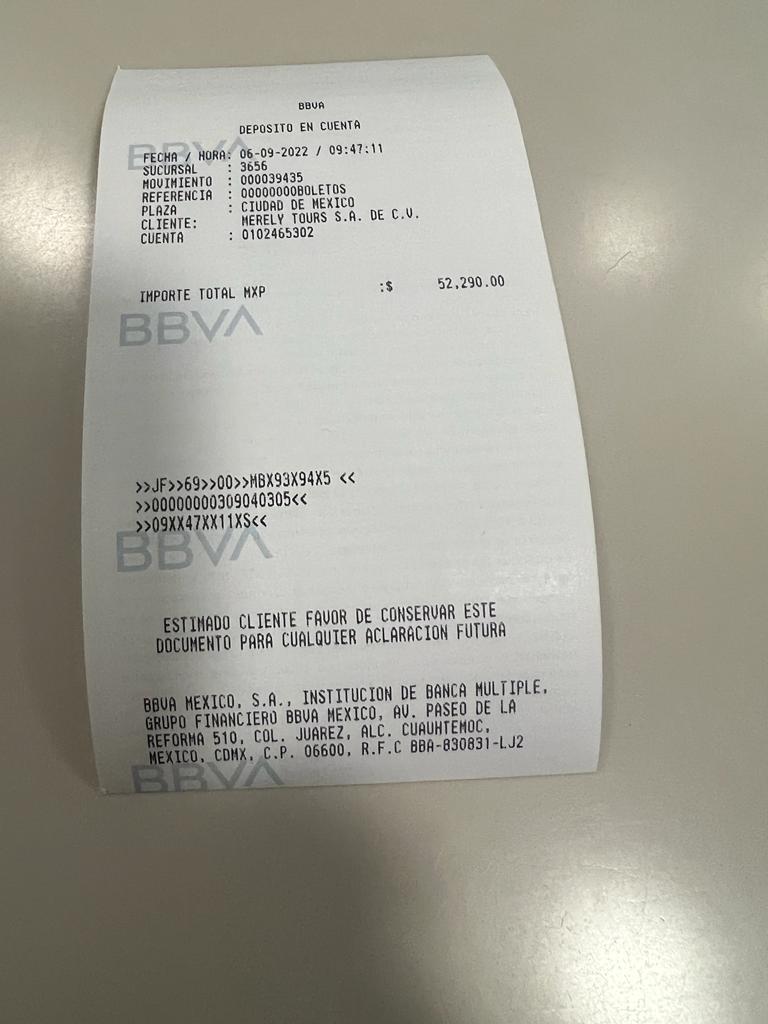 BBVA
DEPOSITO EN CUENTA
BBVA
FECHA / HORA: 06-09-2022 / 09:47:11
SUCURSAL : 3656
MOVIMIENTO : 000039435
REFERENCIA : 00000000BOLETOS
PLAZA : CIUDAD DE MEXICO
CLIENTE: MERELY TOURS S.A. DE C.V.
CUENTA : 0102465302
IMPORTE TOTAL MXP :$ 52,290.00
BBVA
>>JF>>69>>00>>MBX93X94X5 <<
>>00000000309040305<<
>>09XX47XX11XS<<
BBVA
ESTIMADO CLIENTE FAVOR DE CONSERVAR ESTE
DOCUMENTO PARA CUALQUIER ACLARACION FUTURA
BBVA MEXICO, S.A., INSTITUCION DE BANCA MULTIPLE,
GRUPO FINANCIERO BBVA MEXICO, AV. PASEO DE LA
REFORMA 510, COL. JUAREZ, ALC. CUAUHTEMOC,
MEXICO, CDMX, C.P. 06600, R.F.C BBA-830831-LJ2
BBVA